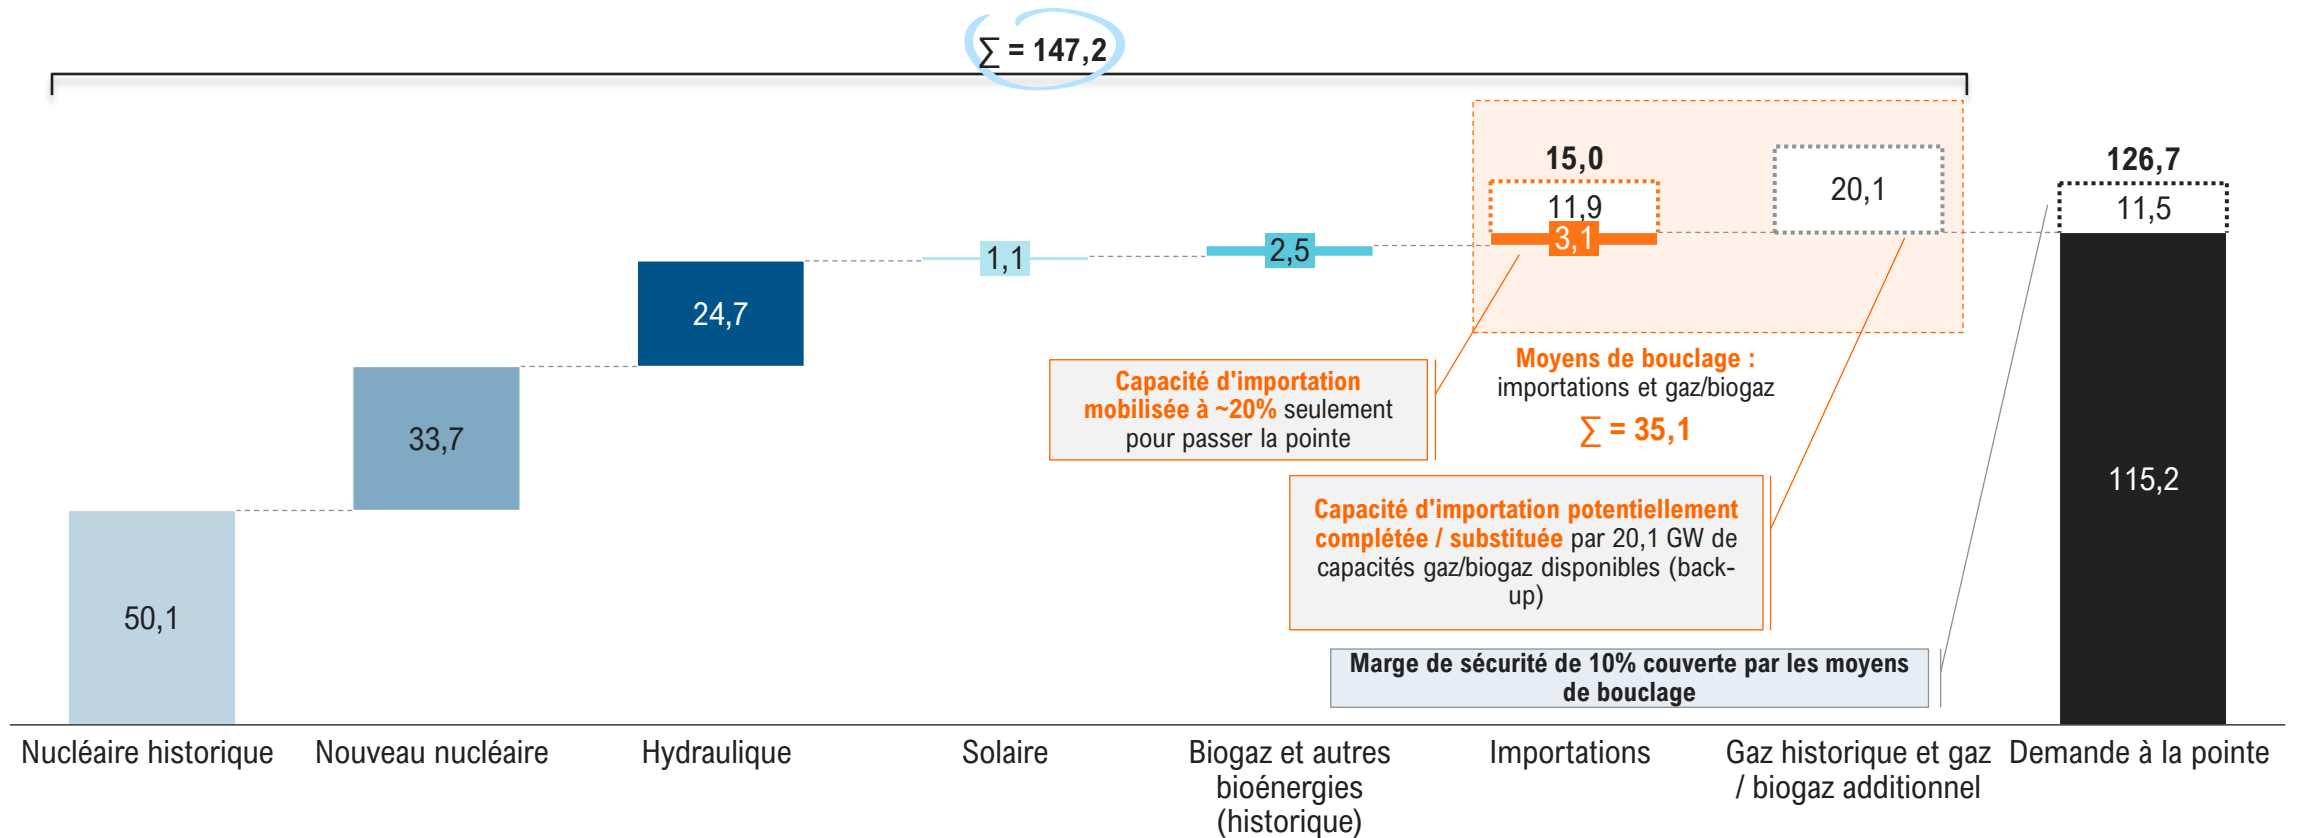 ∑ = 147,2
15,0
126,7
11,9
20,1
11,5
3,1
1,1
2,5
24,7
33,7
50,1
115,2
Capacité d'importation
mobilisée à ~20% seulement
pour passer la pointe
Moyens de bouclage :
importations et gaz/biogaz
∑ = 35,1
Capacité d'importation potentiellement
complétée / substituée par 20,1 GW de
capacités gaz/biogaz disponibles (back-
up)
Marge de sécurité de 10% couverte par les moyens
de bouclage
Nucléaire historique
Nouveau nucléaire
Hydraulique
Solaire
Biogaz et autres
bioénergies
(historique)
Importations
Gaz historique et gaz
/ biogaz additionnel
Demande à la pointe